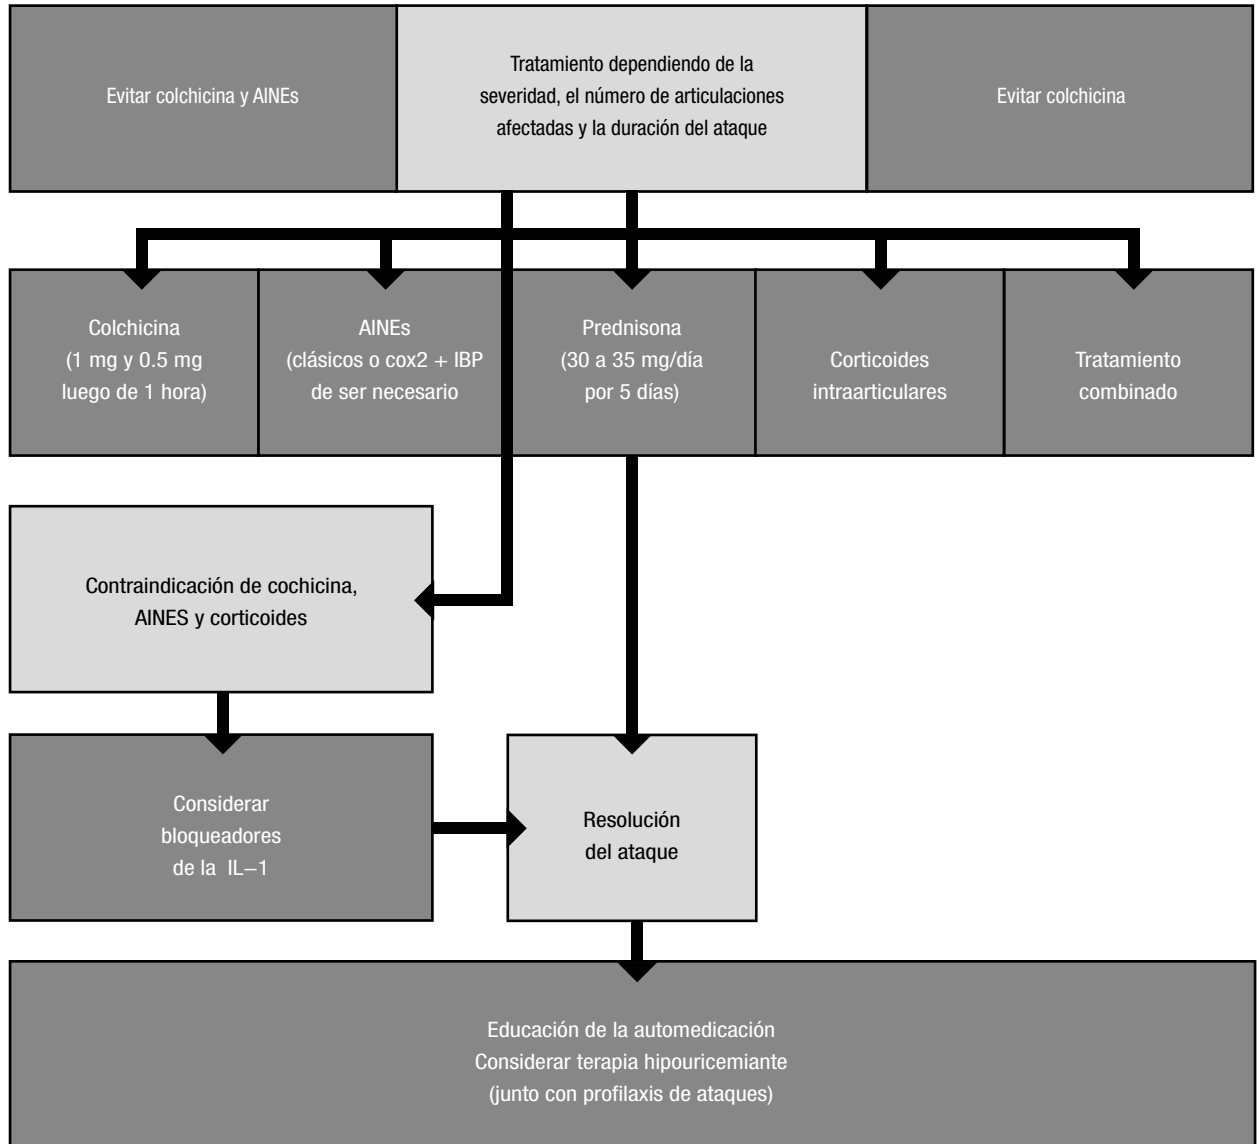 Evitar colchicina y AINEs
Tratamiento dependiendo de la
severidad, el número de articulaciones
afectadas y la duración del ataque
Evitar colchicina
Colchicina
(1 mg y 0.5 mg
luego de 1 hora)
AINEs
(clásicos o cox2 + IBP
de ser necesario
Prednisona
(30 a 35 mg/día
por 5 días)
Corticoides
intraarticulares
Tratamiento
combinado
Contraindicación de cochicina,
AINES y corticoides
Considerar
bloqueadores
de la IL–1
Resolución
del ataque
Educación de la automedicación
Considerar terapia hipouricemiante
(junto con profilaxis de ataques)